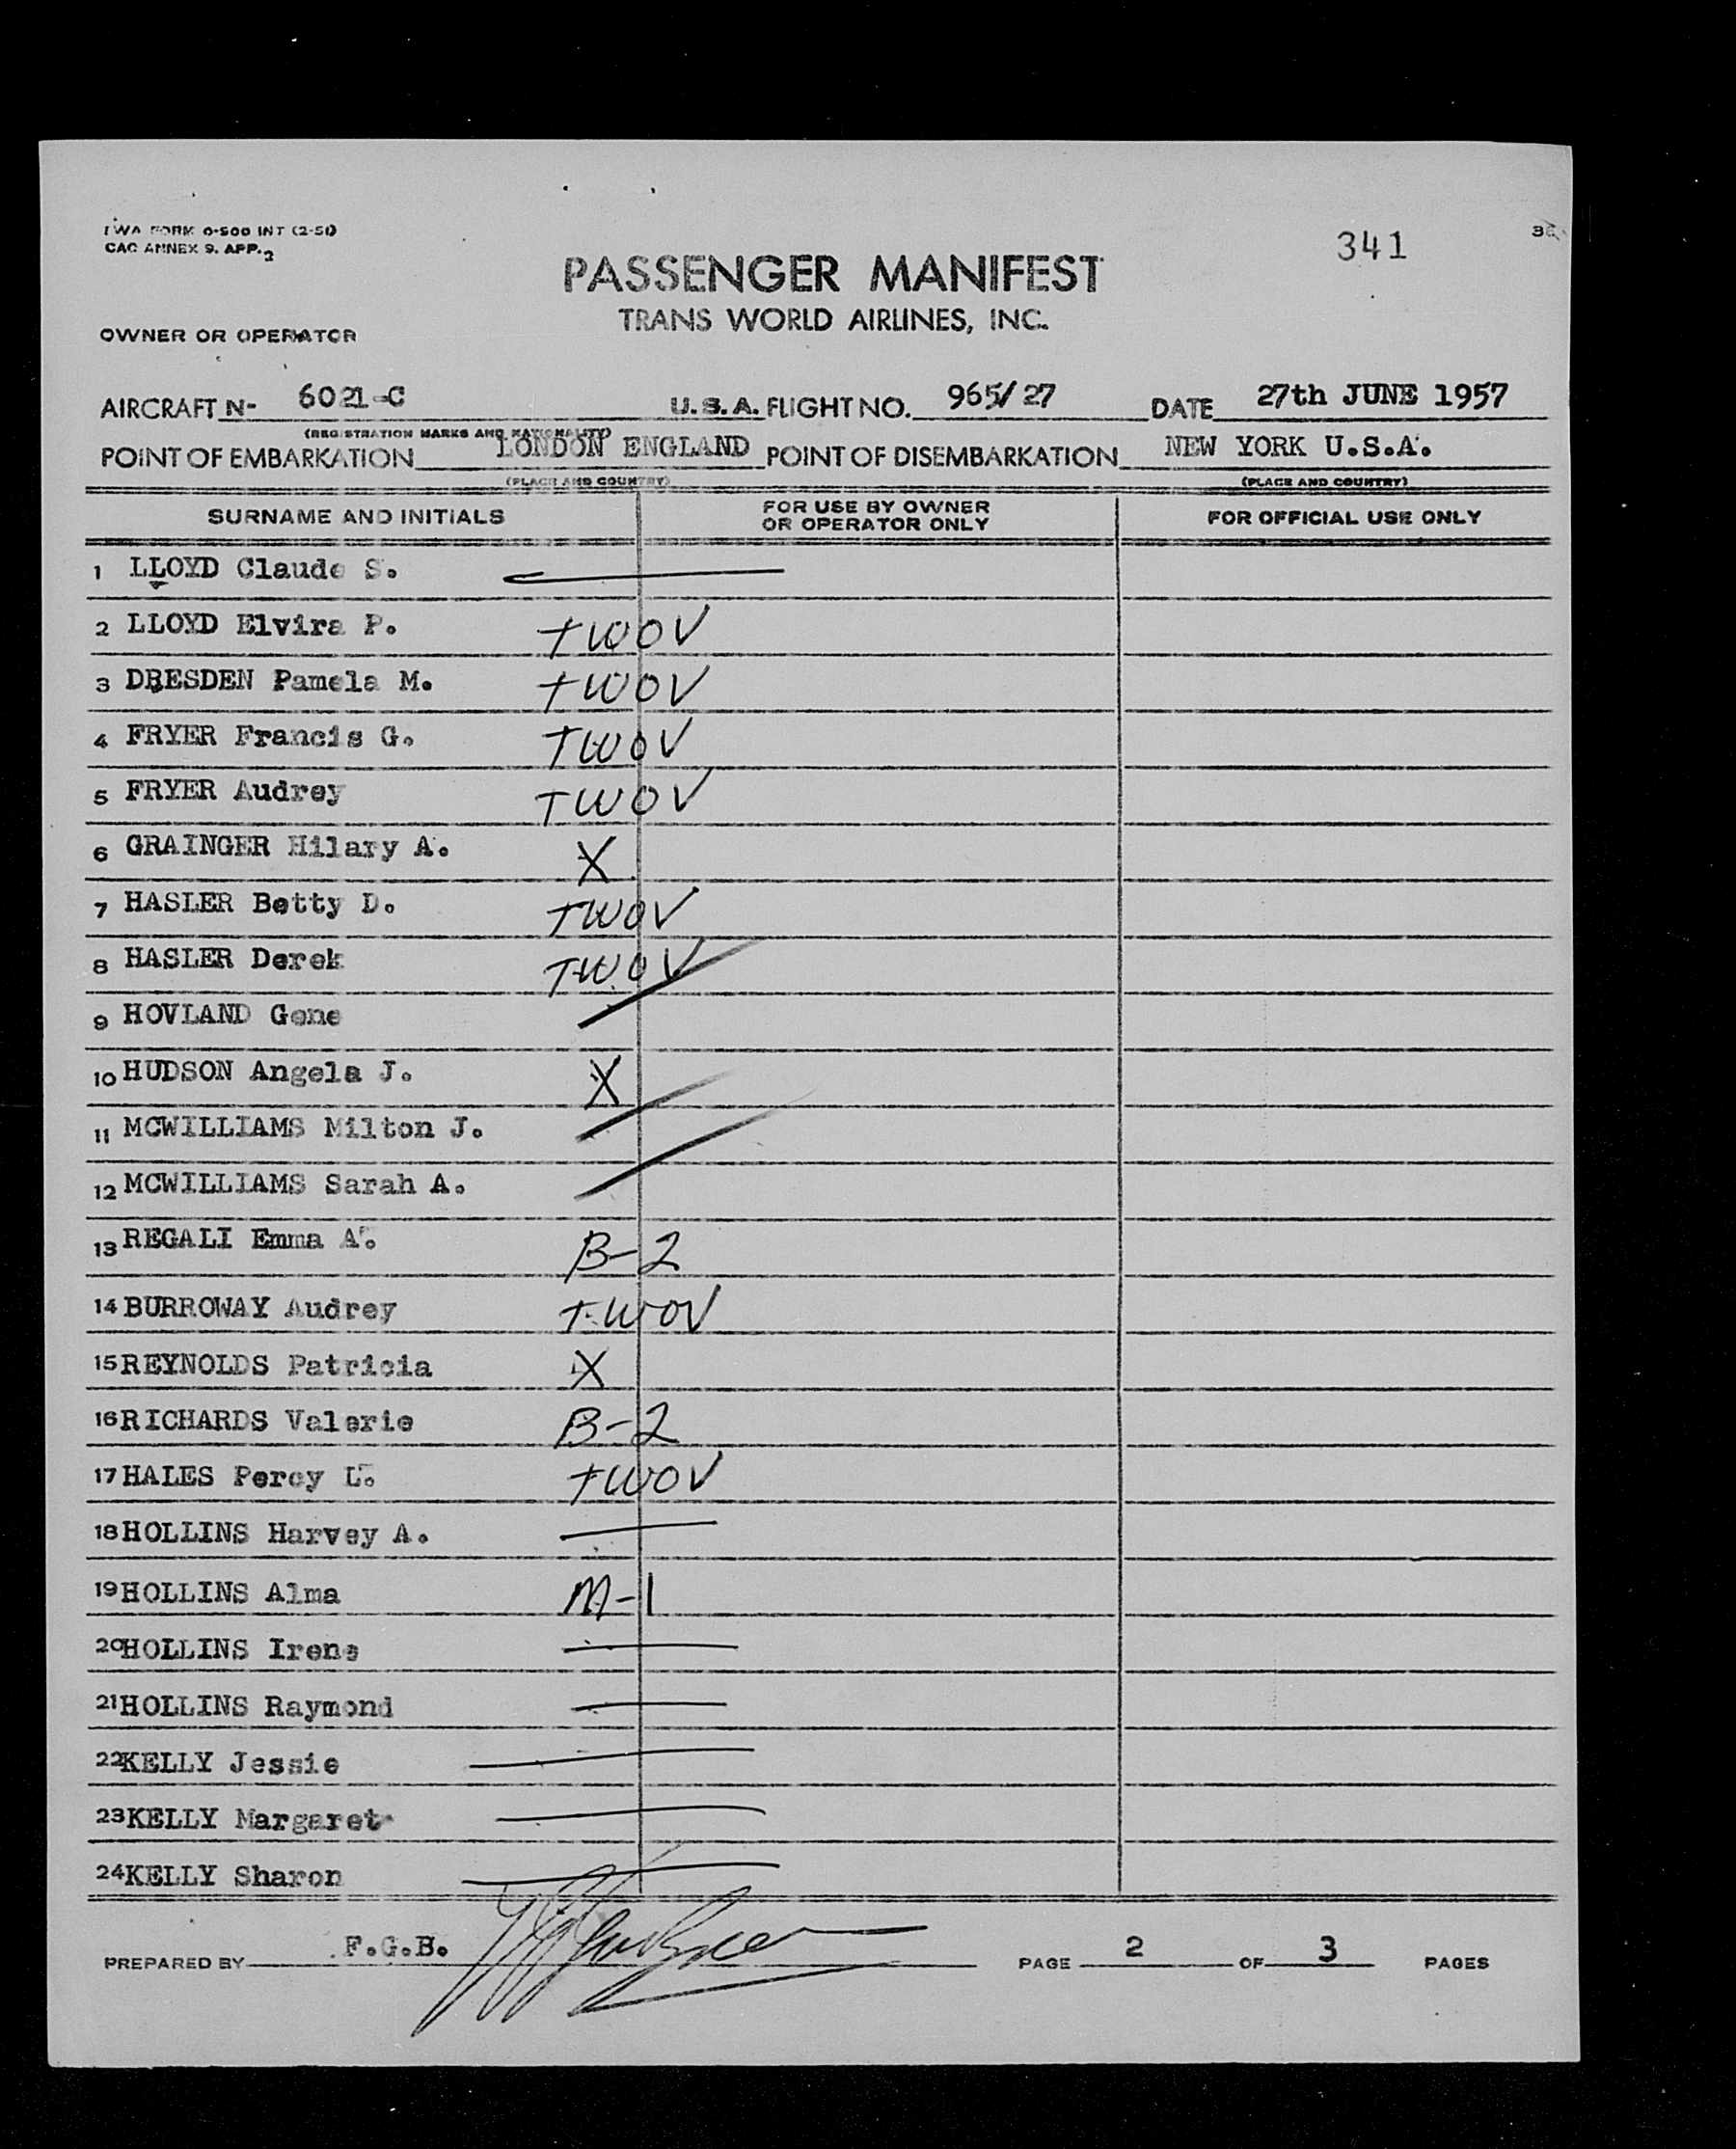 TWA FORM O-500 INT (2-51)
CAC ANNEX 9. APP. 2
341
PASSENGER MANIFEST
TRANS WORLD AIRLINES, INC.
OWNER OR OPERATOR
AIRCRAFT N- 6021-C U.S.A. FLIGHT NO. 965/27 DATE 27th JUNE 1957
(REGISTRATION MARKS AND NATIONALITY)
POINT OF EMBARKATION LONDON ENGLAND POINT OF DISEMBARKATION NEW YORK U.S.A.
(PLACE AND COUNTRY) (PLACE AND COUNTRY)
SURNAME AND INITIALS FOR USE BY OWNER OR OPERATOR ONLY FOR OFFICIAL USE ONLY
1 LLOYD Claude S.
2 LLOYD Elvira P. TWOV
3 DRESDEN Pamela M. TWOV
4 FRYER Francis G. TWOV
5 FRYER Audrey TWOV
6 GRAINGER Hilary A. X
7 HASLER Betty D. TWOV
8 HASLER Derek TWOV
9 HOVLAND Gene
10 HUDSON Angela J. X
11 MCWILLIAMS Milton J.
12 MCWILLIAMS Sarah A.
13 REGALI Emma A. B-2
14 BURROWAY Audrey TWOV
15 REYNOLDS Patricia X
16 RICHARDS Valerie B-2
17 HALES Percy L. TWOV
18 HOLLINS Harvey A.
19 HOLLINS Alma M-1
20 HOLLINS Irene
21 HOLLINS Raymond
22 KELLY Jessie
23 KELLY Margaret
24 KELLY Sharon
PREPARED BY F.G.B. PAGE 2 OF 3 PAGES